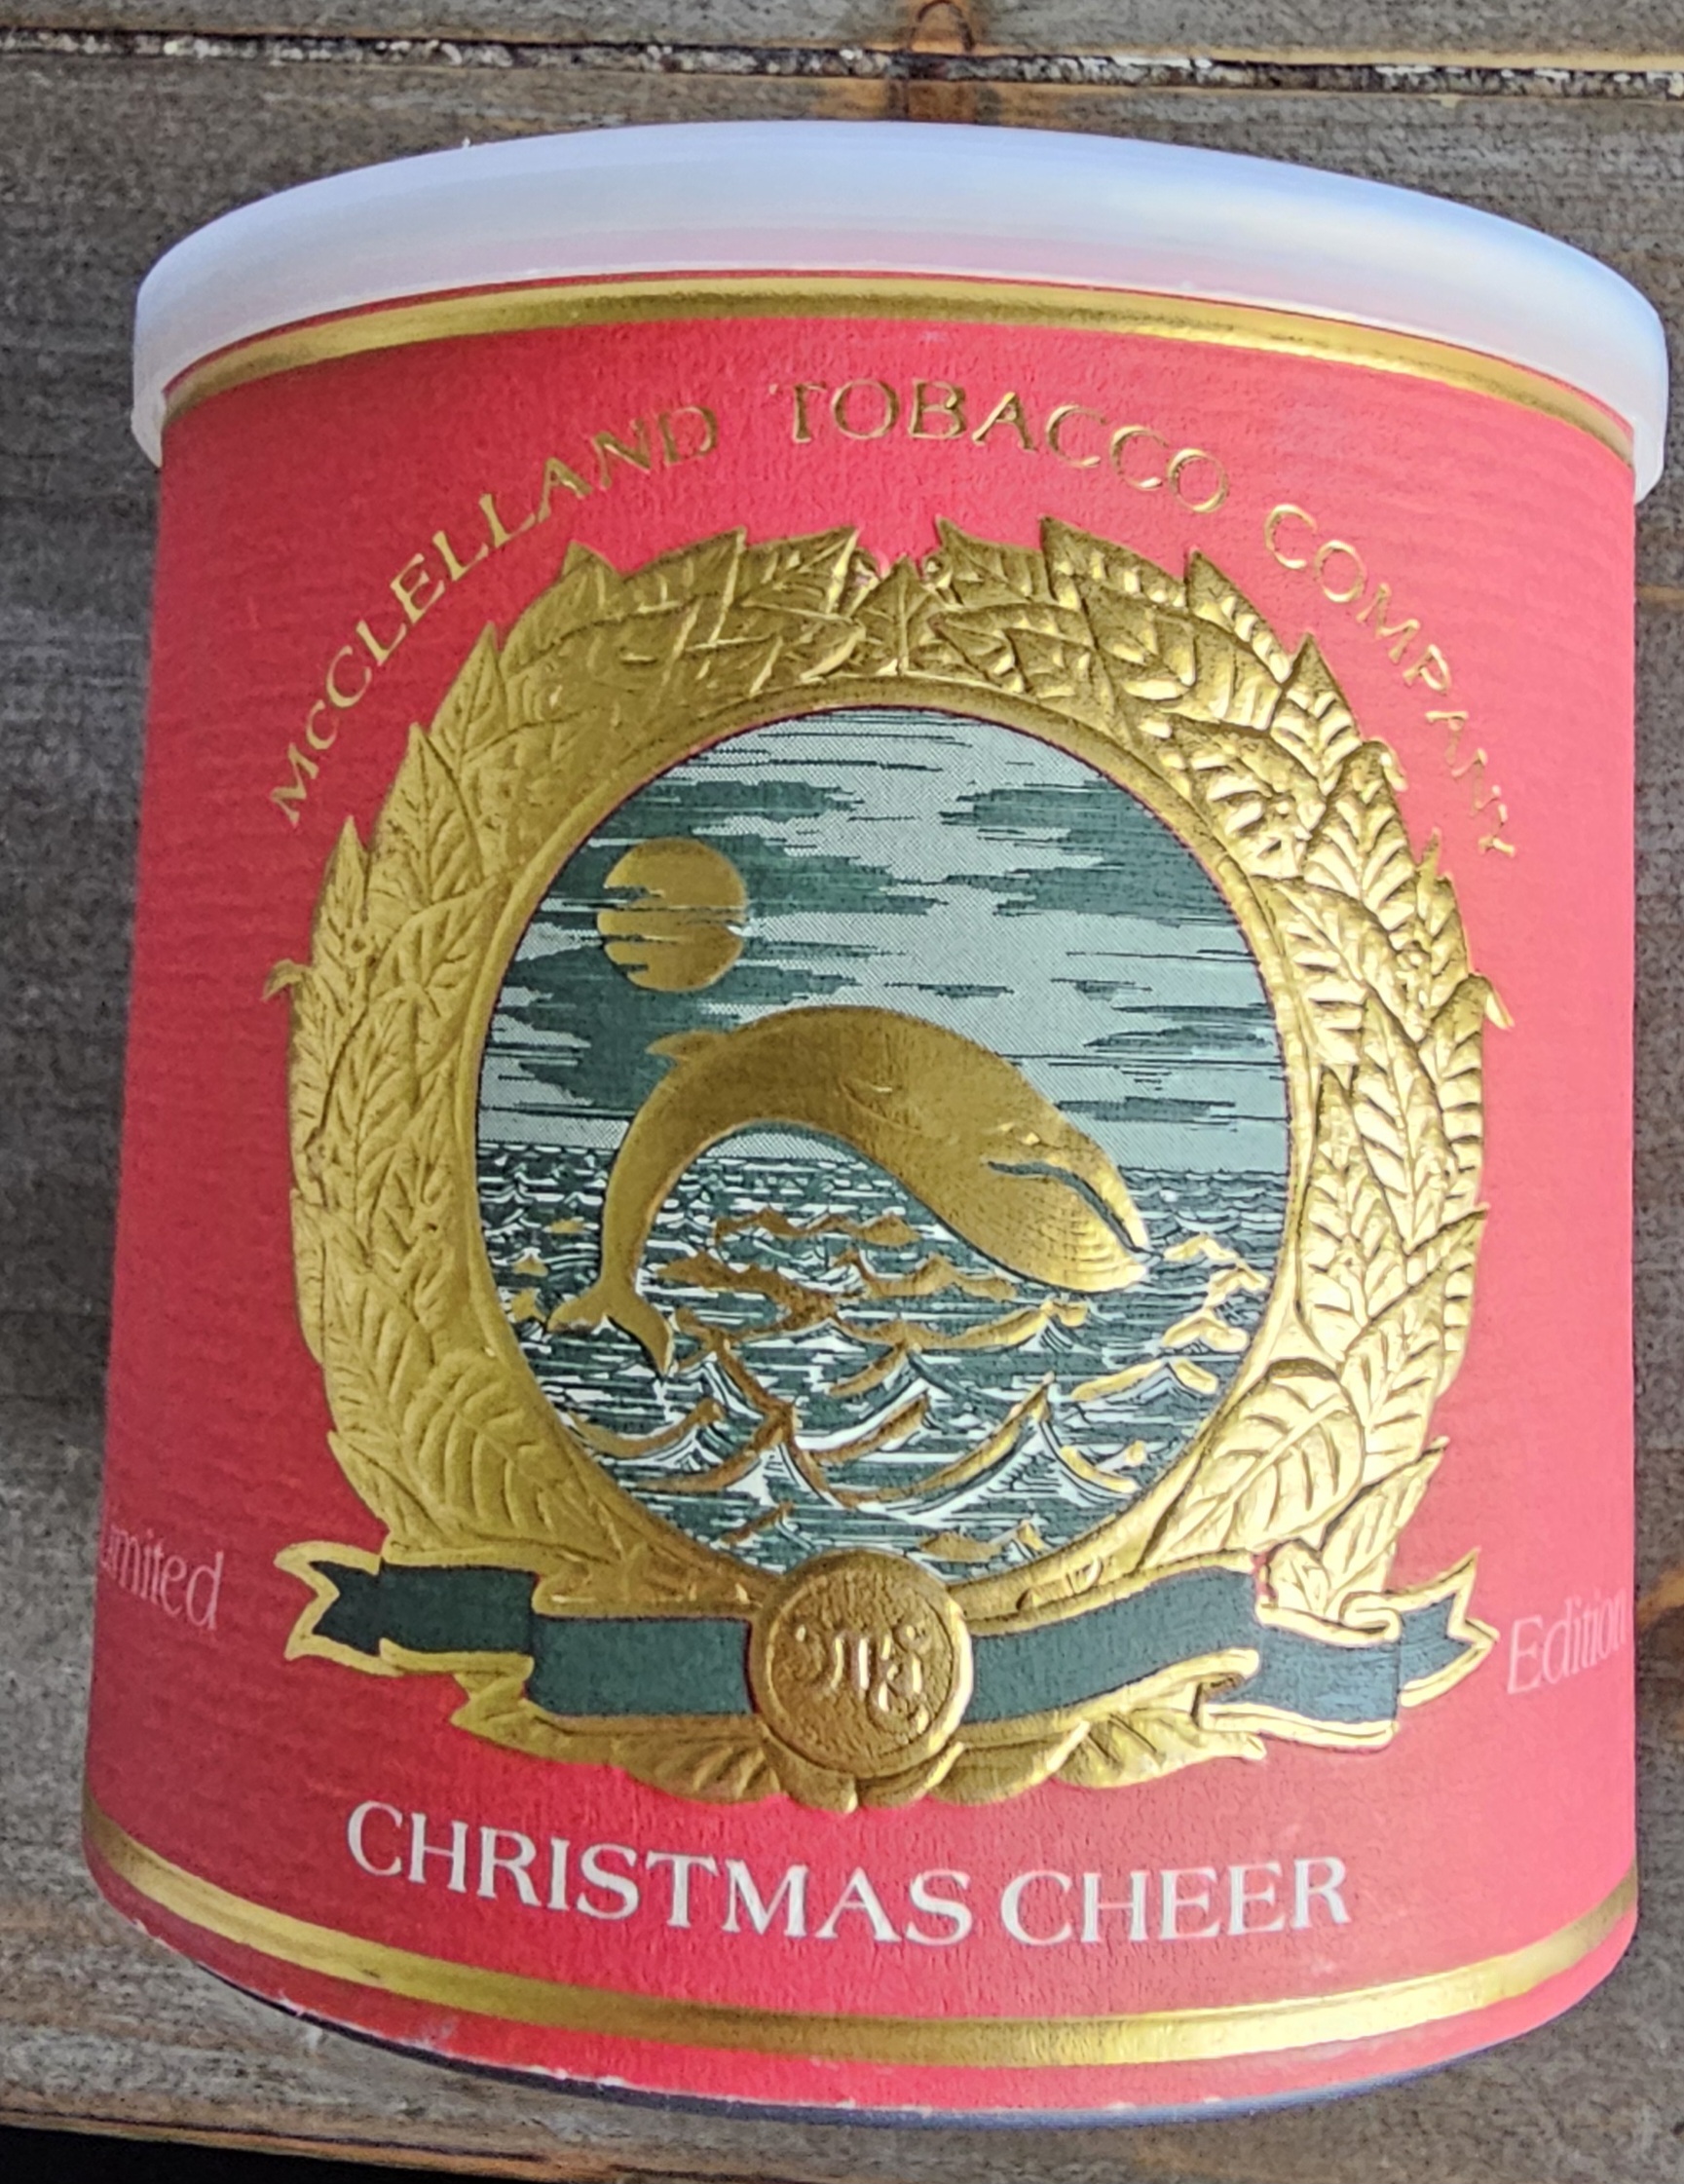 McCLELLAND TOBACCO COMPANY
Limited Edition
CHRISTMAS CHEER